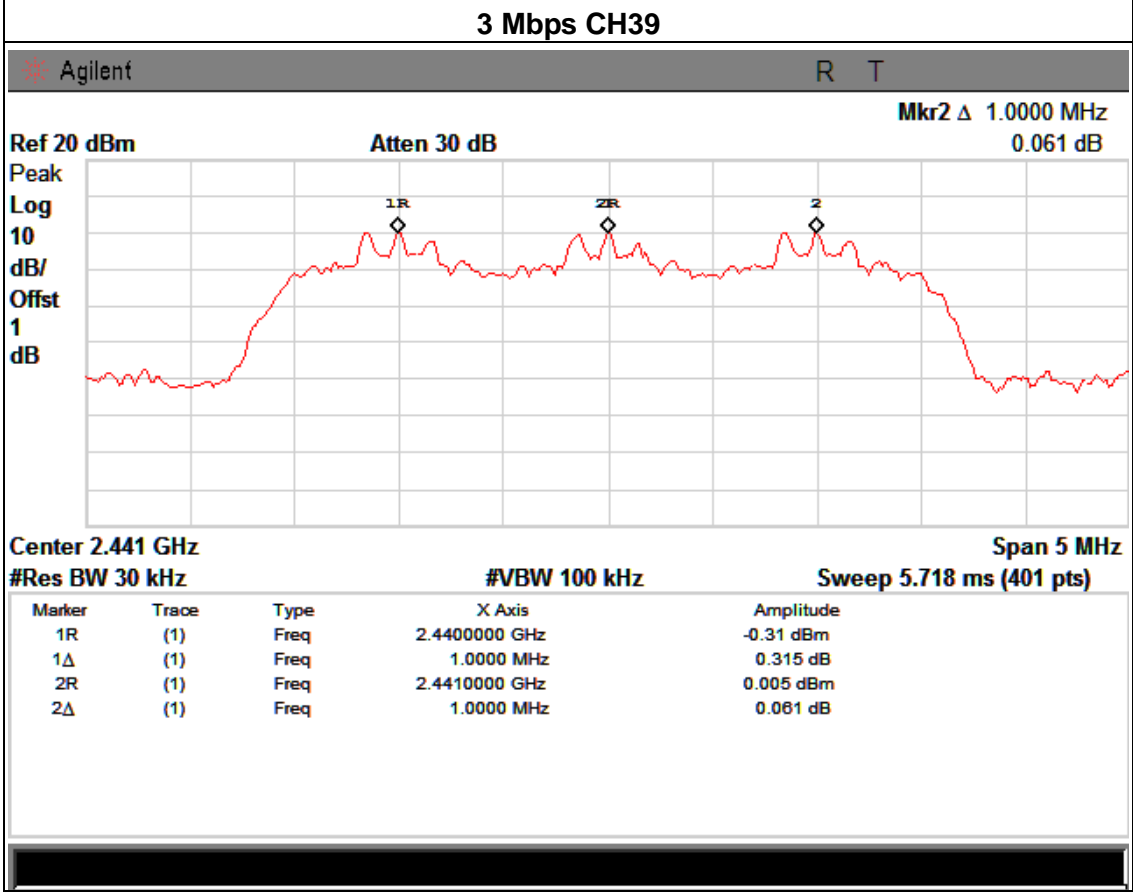 3 Mbps CH39
Agilent R T
Mkr2 Δ 1.0000 MHz
Ref 20 dBm Atten 30 dB 0.061 dB
Peak
Log
10
dB/
Offst
1
dB
1R 2R 2
Center 2.441 GHz Span 5 MHz
#Res BW 30 kHz #VBW 100 kHz Sweep 5.718 ms (401 pts)
Marker Trace Type X Axis Amplitude
1R (1) Freq 2.4400000 GHz -0.31 dBm
1Δ (1) Freq 1.0000 MHz 0.315 dB
2R (1) Freq 2.4410000 GHz 0.005 dBm
2Δ (1) Freq 1.0000 MHz 0.061 dB